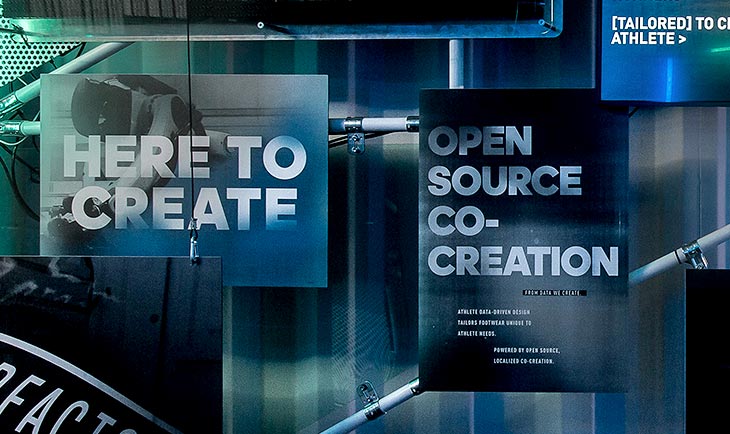 [TAILORED] TO
ATHLETE >
HERE TO
CREATE
OPEN
SOURCE
CO-
CREATION
FROM DATA WE CREATE
ATHLETE DATA-DRIVEN DESIGN
TAILORS FOOTWEAR UNIQUE TO
ATHLETE NEEDS.
POWERED BY OPEN SOURCE,
LOCALIZED CO-CREATION.